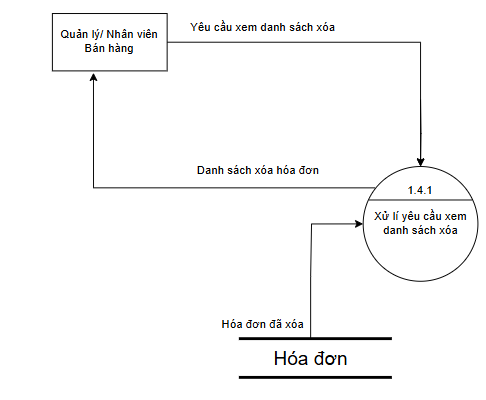 Quản lý/ Nhân viên
Bán hàng
Yêu cầu xem danh sách xóa
Danh sách xóa hóa đơn
1.4.1
Xử lí yêu cầu xem
danh sách xóa
Hóa đơn đã xóa
Hóa đơn